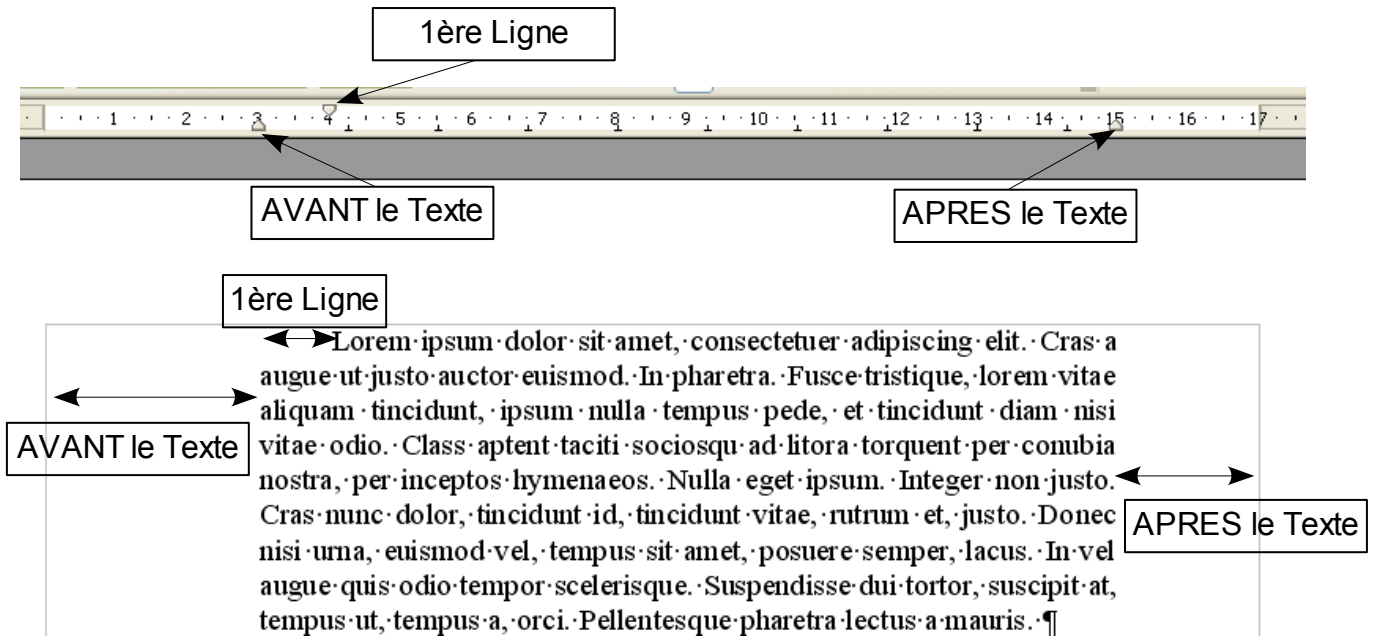 1ère Ligne
1 2 3 4 5 6 7 8 9 10 11 12 13 14 15 16 17
AVANT le Texte
APRES le Texte
1ère Ligne
Lorem·ipsum·dolor·sit·amet,·consectetuer·adipiscing·elit.·Cras·a
augue·ut·justo·auctor·euismod.·In·pharetra.·Fusce·tristique,·lorem·vitae
aliquam·tincidunt,·ipsum·nulla·tempus·pede,·et·tincidunt·diam·nisi
AVANT le Texte
vitae·odio.·Class·aptent·taciti·sociosqu·ad·litora·torquent·per·conubia
nostra,·per·inceptos·hymenaeos.·Nulla·eget·ipsum.·Integer·non·justo.
Cras·nunc·dolor,·tincidunt·id,·tincidunt·vitae,·rutrum·et,·justo.·Donec
APRES le Texte
nisi·urna,·euismod·vel,·tempus·sit·amet,·posuere·semper,·lacus.·In·vel
augue·quis·odio·tempor·scelerisque.·Suspendisse·dui·tortor,·suscipit·at,
tempus·ut,·tempus·a,·orci.·Pellentesque·pharetra·lectus·a·mauris.·¶